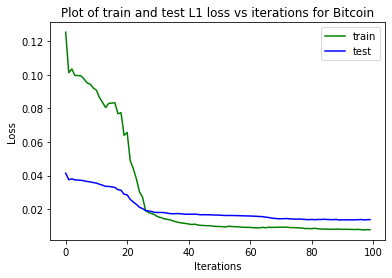 Plot of train and test L1 loss vs iterations for Bitcoin
train
test
Loss
0.12
0.10
0.08
0.06
0.04
0.02
0
20
40
60
80
100
Iterations